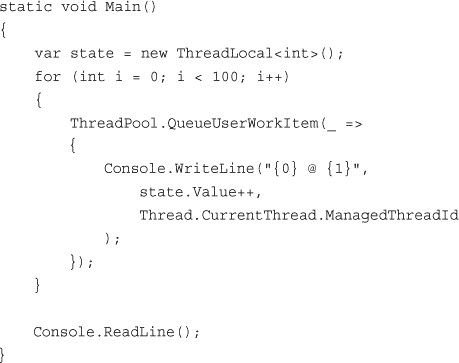 static void Main()
{
    var state = new ThreadLocal<int>();
    for (int i = 0; i < 100; i++)
    {
        ThreadPool.QueueUserWorkItem(_ =>
        {
            Console.WriteLine("{0} @ {1}",
                state.Value++,
                Thread.CurrentThread.ManagedThreadId
            );
        });
    }

    Console.ReadLine();
}